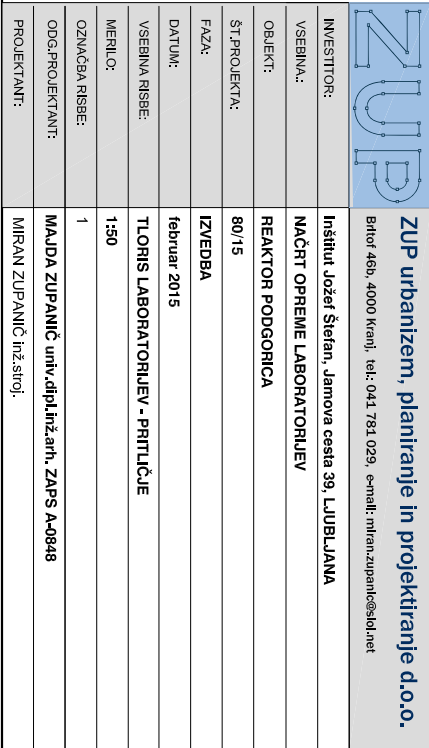 ZUP
ZUP urbanizem, planiranje in projektiranje d.o.o.
Britof 46b, 4000 Kranj, tel.: 041 781 029, e-mail: miran.zupanic@siol.net
INVESTITOR: Inštitut Jožef Štefan, Jamova cesta 39, LJUBLJANA
VSEBINA.: NAČRT OPREME LABORATORIJEV
OBJEKT: REAKTOR PODGORICA
ŠT.PROJEKTA: 80/15
FAZA: IZVEDBA
DATUM: februar 2015
VSEBINA RISBE: TLORIS LABORATORIJEV - PRITLIČJE
MERILO: 1:50
OZNAČBA RISBE: 1
ODG.PROJEKTANT: MAJDA ZUPANIČ univ.dipl.inž.arh. ZAPS A-0848
PROJEKTANT: MIRAN ZUPANIČ inž.stroj.